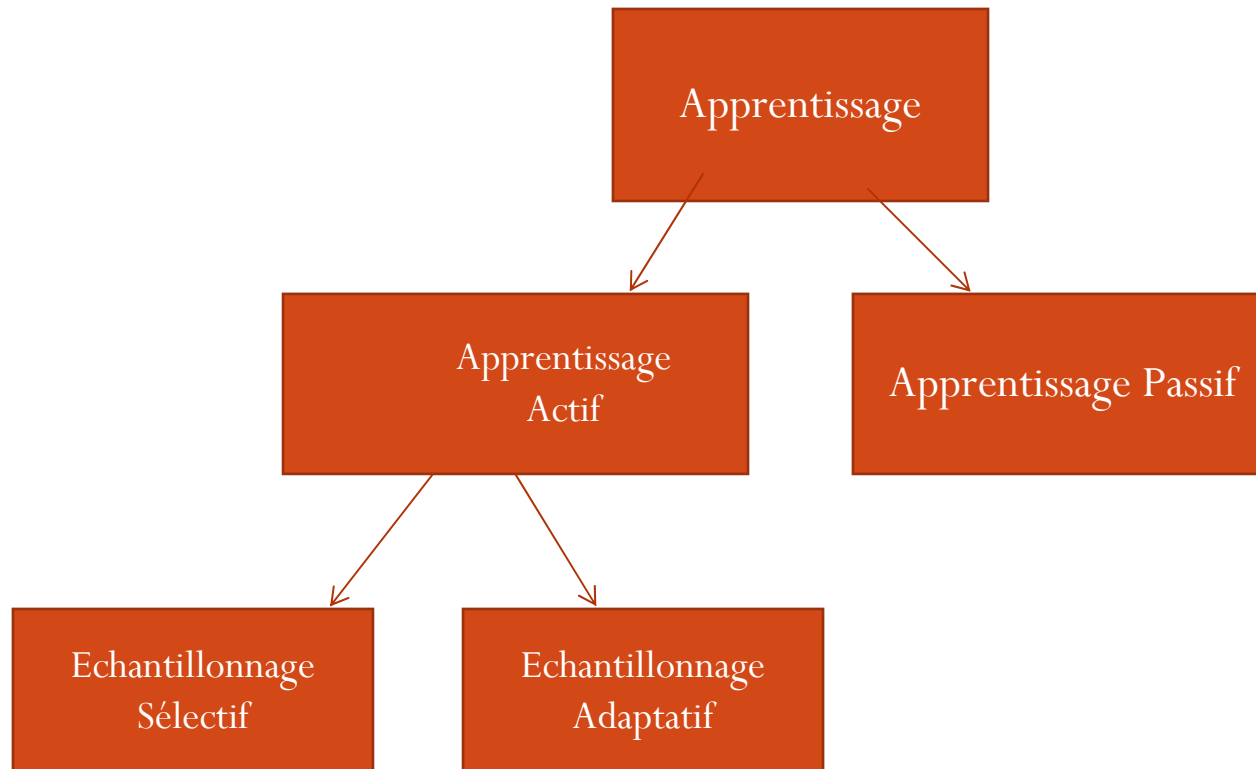 Apprentissage
Apprentissage
Actif
Apprentissage Passif
Echantillonnage
Sélectif
Echantillonnage
Adaptatif